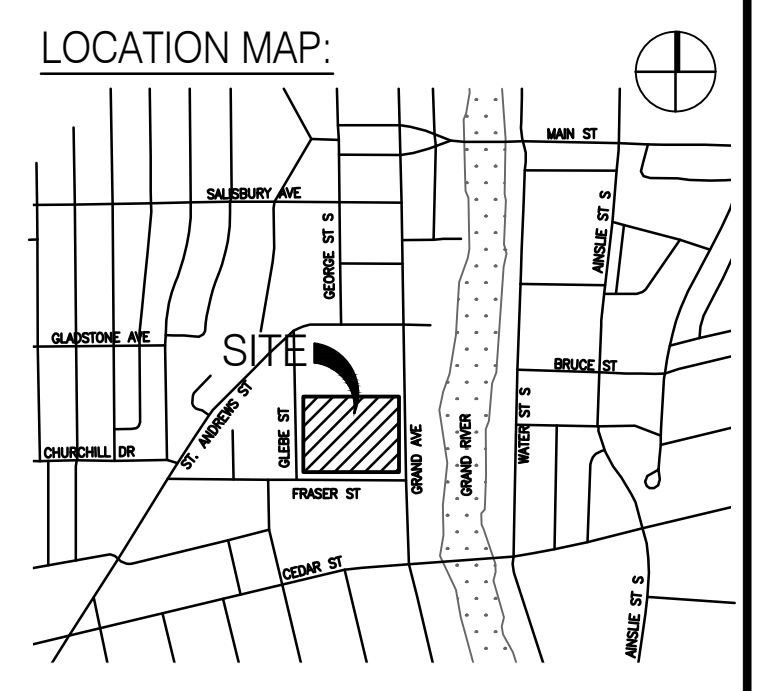 LOCATION MAP:
MAIN ST
SALISBURY AVE
GEORGE ST S
AINSLIE ST S
GLADSTONE AVE
SITE
BRUCE ST
ST. ANDREWS ST
GLEBE ST
GRAND AVE
GRAND RIVER
WATER ST S
CHURCHILL DR
FRASER ST
CEDAR ST
AINSLIE ST S